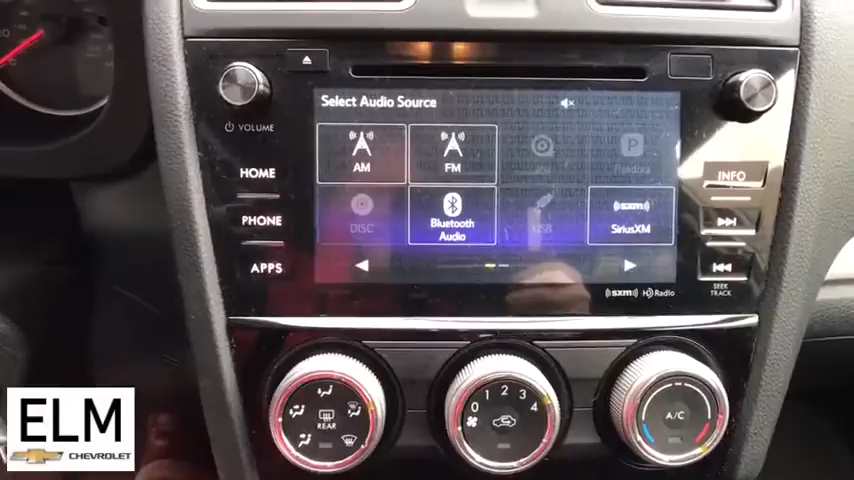 Select Audio Source
VOLUME
AM
FM
Pandora
HOME
INFO
PHONE
DISC
Bluetooth
Audio
USB
((sxm))
SiriusXM
APPS
SEEK
TRACK
((sxm))
HD Radio
REAR
0 1 2 3 4
A/C
ELM
CHEVROLET